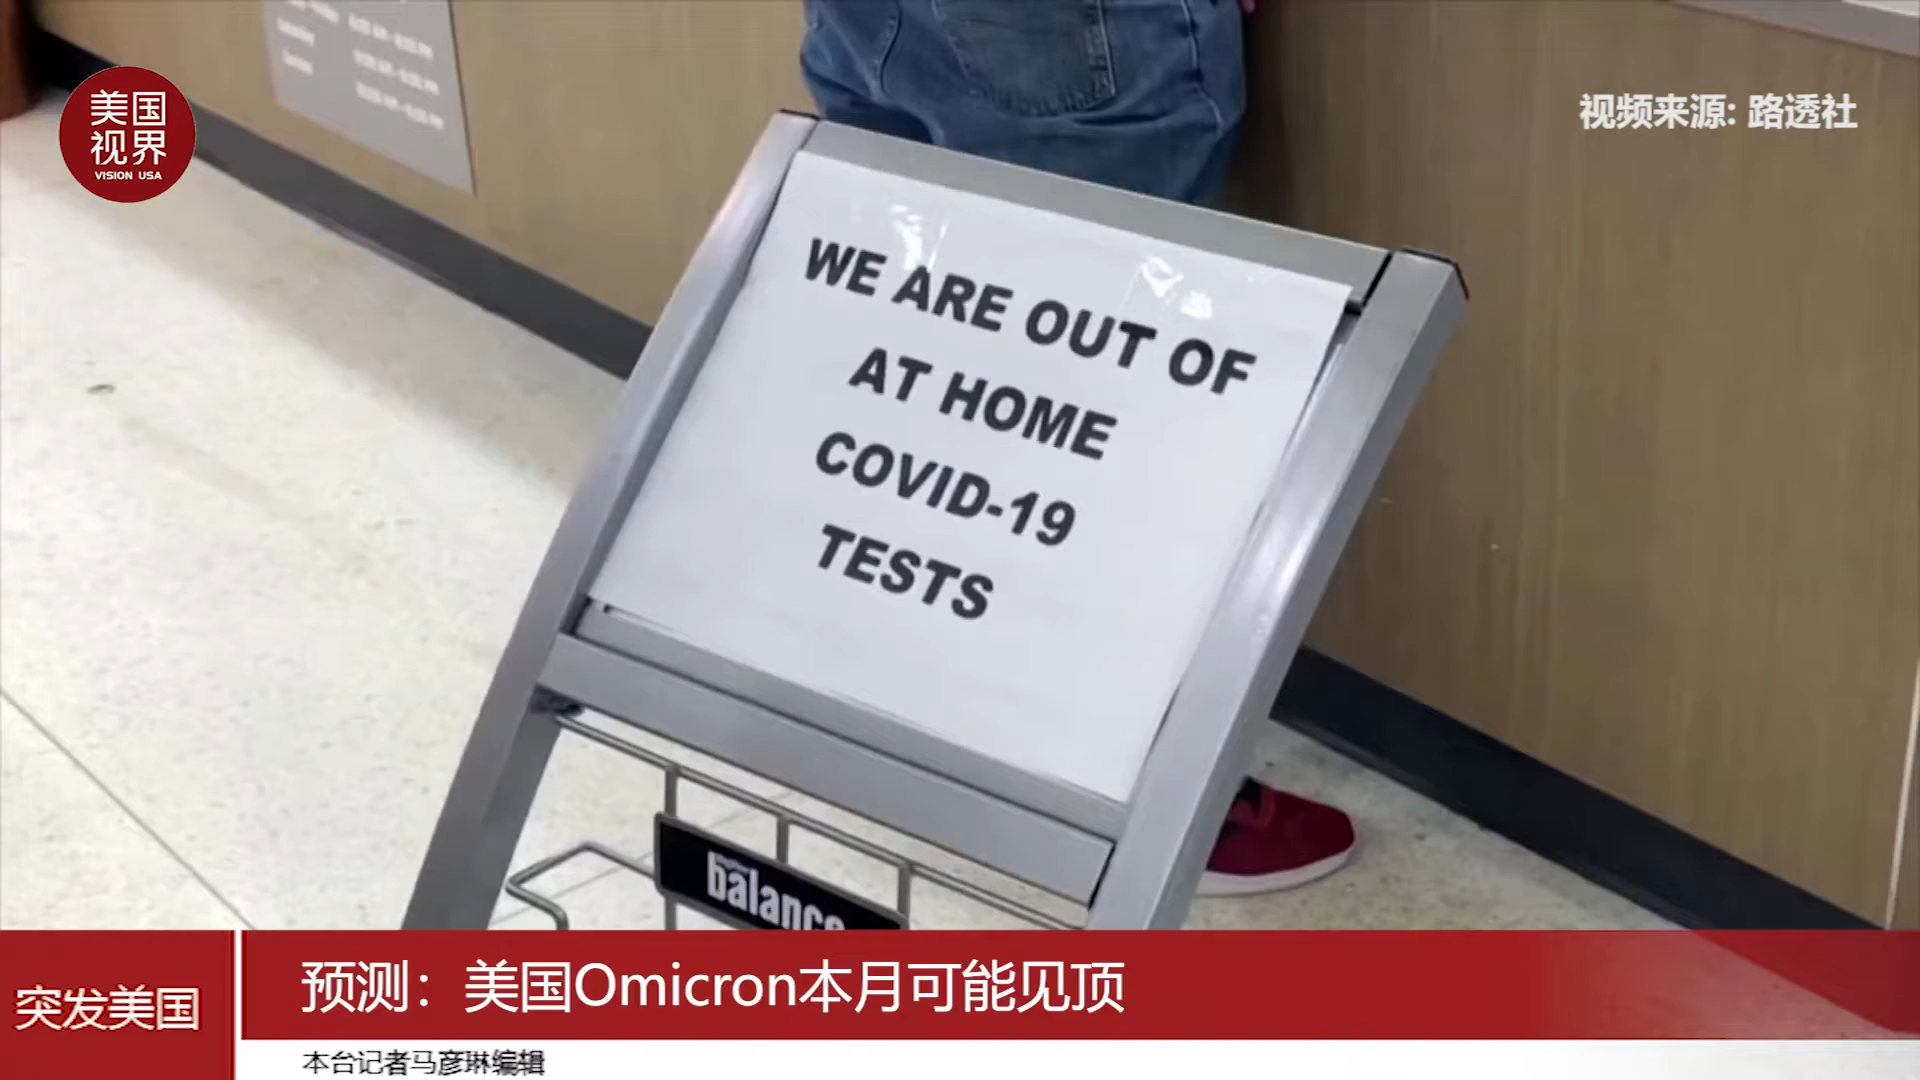 美国
视界
VISION USA
视频来源: 路透社
WE ARE OUT OF
AT HOME
COVID-19
TESTS
balance
突发美国
预测：美国Omicron本月可能见顶
本台记者马彦琳编辑